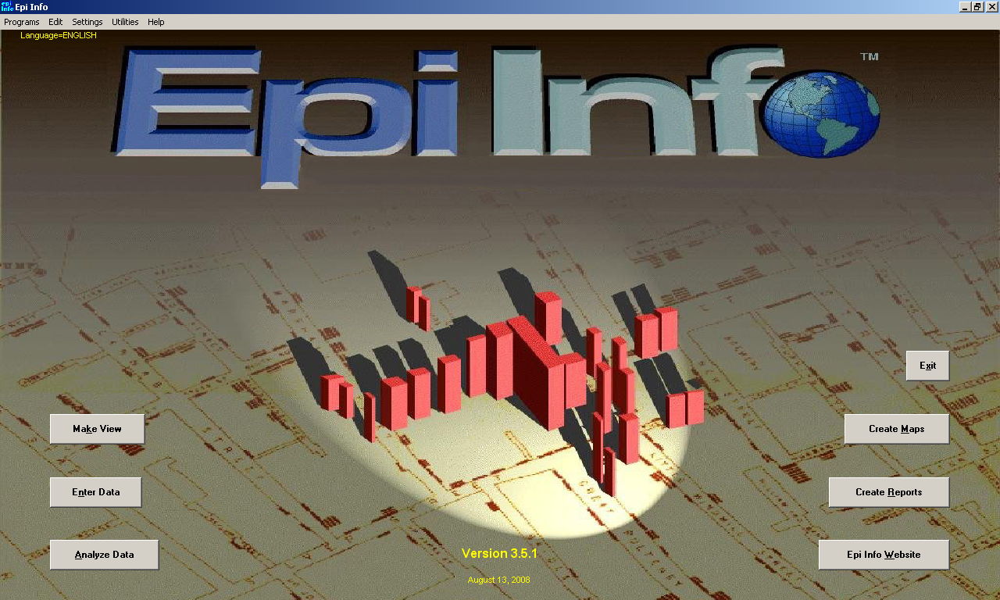 Epi Info
Programs Edit Settings Utilities Help
Language=ENGLISH
Epi Info
TM
Exit
Make View
Create Maps
Enter Data
Create Reports
Analyze Data
Epi Info Website
Version 3.5.1
August 13, 2008